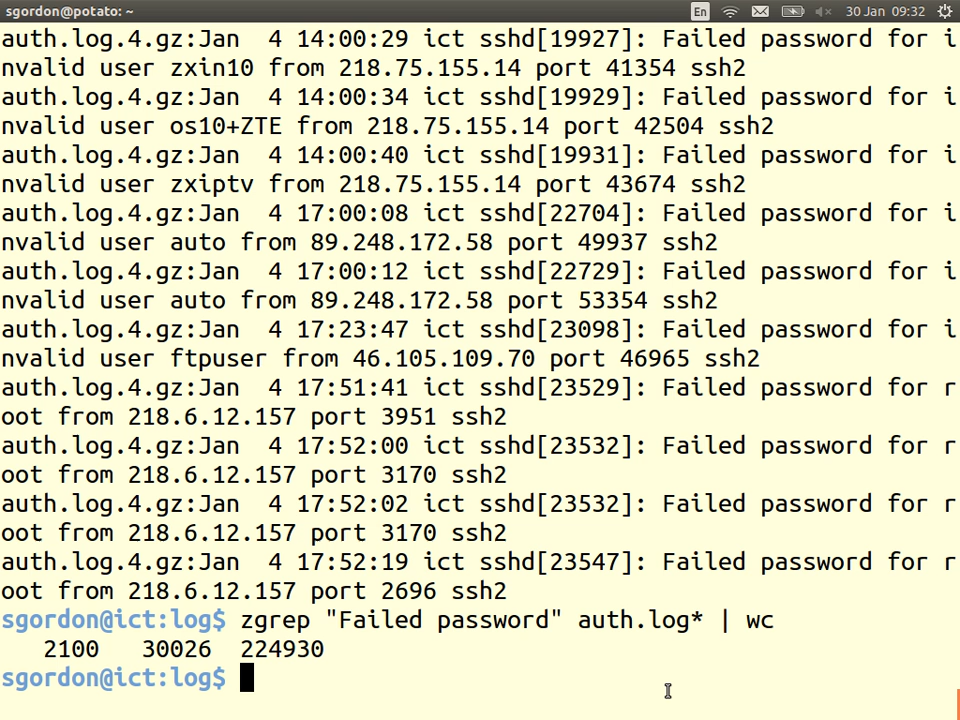 sgordon@potato: ~ En 30 Jan 09:32
auth.log.4.gz:Jan  4 14:00:29 ict sshd[19927]: Failed password for i
nvalid user zxin10 from 218.75.155.14 port 41354 ssh2
auth.log.4.gz:Jan  4 14:00:34 ict sshd[19929]: Failed password for i
nvalid user os10+ZTE from 218.75.155.14 port 42504 ssh2
auth.log.4.gz:Jan  4 14:00:40 ict sshd[19931]: Failed password for i
nvalid user zxiptv from 218.75.155.14 port 43674 ssh2
auth.log.4.gz:Jan  4 17:00:08 ict sshd[22704]: Failed password for i
nvalid user auto from 89.248.172.58 port 49937 ssh2
auth.log.4.gz:Jan  4 17:00:12 ict sshd[22729]: Failed password for i
nvalid user auto from 89.248.172.58 port 53354 ssh2
auth.log.4.gz:Jan  4 17:23:47 ict sshd[23098]: Failed password for i
nvalid user ftpuser from 46.105.109.70 port 46965 ssh2
auth.log.4.gz:Jan  4 17:51:41 ict sshd[23529]: Failed password for r
oot from 218.6.12.157 port 3951 ssh2
auth.log.4.gz:Jan  4 17:52:00 ict sshd[23532]: Failed password for r
oot from 218.6.12.157 port 3170 ssh2
auth.log.4.gz:Jan  4 17:52:02 ict sshd[23532]: Failed password for r
oot from 218.6.12.157 port 3170 ssh2
auth.log.4.gz:Jan  4 17:52:19 ict sshd[23547]: Failed password for r
oot from 218.6.12.157 port 2696 ssh2
sgordon@ict:log$ zgrep "Failed password" auth.log* | wc
   2100   30026  224930
sgordon@ict:log$